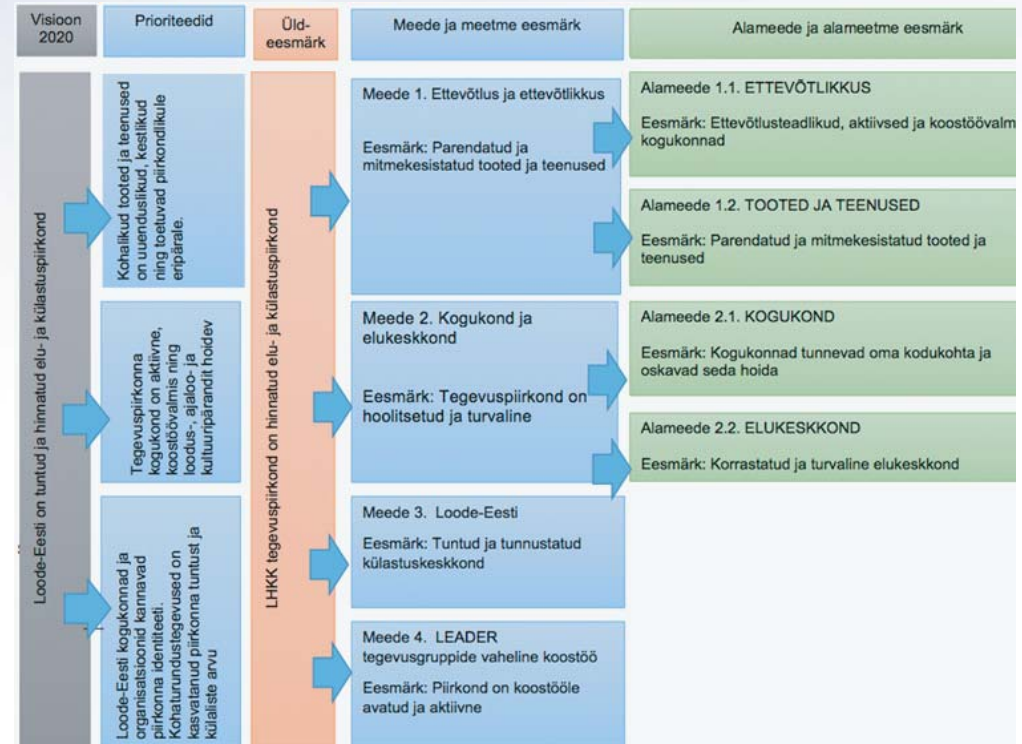 Visioon
2020
Prioriteedid
Üld-
eesmärk
Meede ja meetme eesmärk
Alameede ja alameetme eesmärk
Loode-Eesti on tuntud ja hinnatud elu- ja külastuspiirkond
Kohalikud tooted ja teenused
on uuenduslikud, kestlikud
ning toetuvad piirkondlikule
eripärale.
Tegevuspiirkonna
kogukond on aktiivne,
koostöövalmis ning
loodus-, ajaloo- ja
kultuuripärandit hoidev
Loode-Eesti kogukonnad ja
organisatsioonid kannavad
piirkonna identiteeti.
Kohaturundustegevused on
kasvatanud piirkonna tuntust ja
külaliste arvu
LHKK tegevuspiirkond on hinnatud elu- ja külastuspiirkond
Meede 1. Ettevõtlus ja ettevõtlikkus
Eesmärk: Parendatud ja
mitmekesistatud tooted ja teenused
Meede 2. Kogukond ja
elukeskkond
Eesmärk: Tegevuspiirkond on
hoolitsetud ja turvaline
Meede 3. Loode-Eesti
Eesmärk: Tuntud ja tunnustatud
külastuskeskkond
Meede 4. LEADER
tegevusgruppide vaheline koostöö
Eesmärk: Piirkond on koostööle
avatud ja aktiivne
Alameede 1.1. ETTEVÕTLIKKUS
Eesmärk: Ettevõtlusteadlikud, aktiivsed ja koostöövalm
kogukonnad
Alameede 1.2. TOOTED JA TEENUSED
Eesmärk: Parendatud ja mitmekesistatud tooted ja
teenused
Alameede 2.1. KOGUKOND
Eesmärk: Kogukonnad tunnevad oma kodukohta ja
oskavad seda hoida
Alameede 2.2. ELUKESKKOND
Eesmärk: Korrastatud ja turvaline elukeskkond